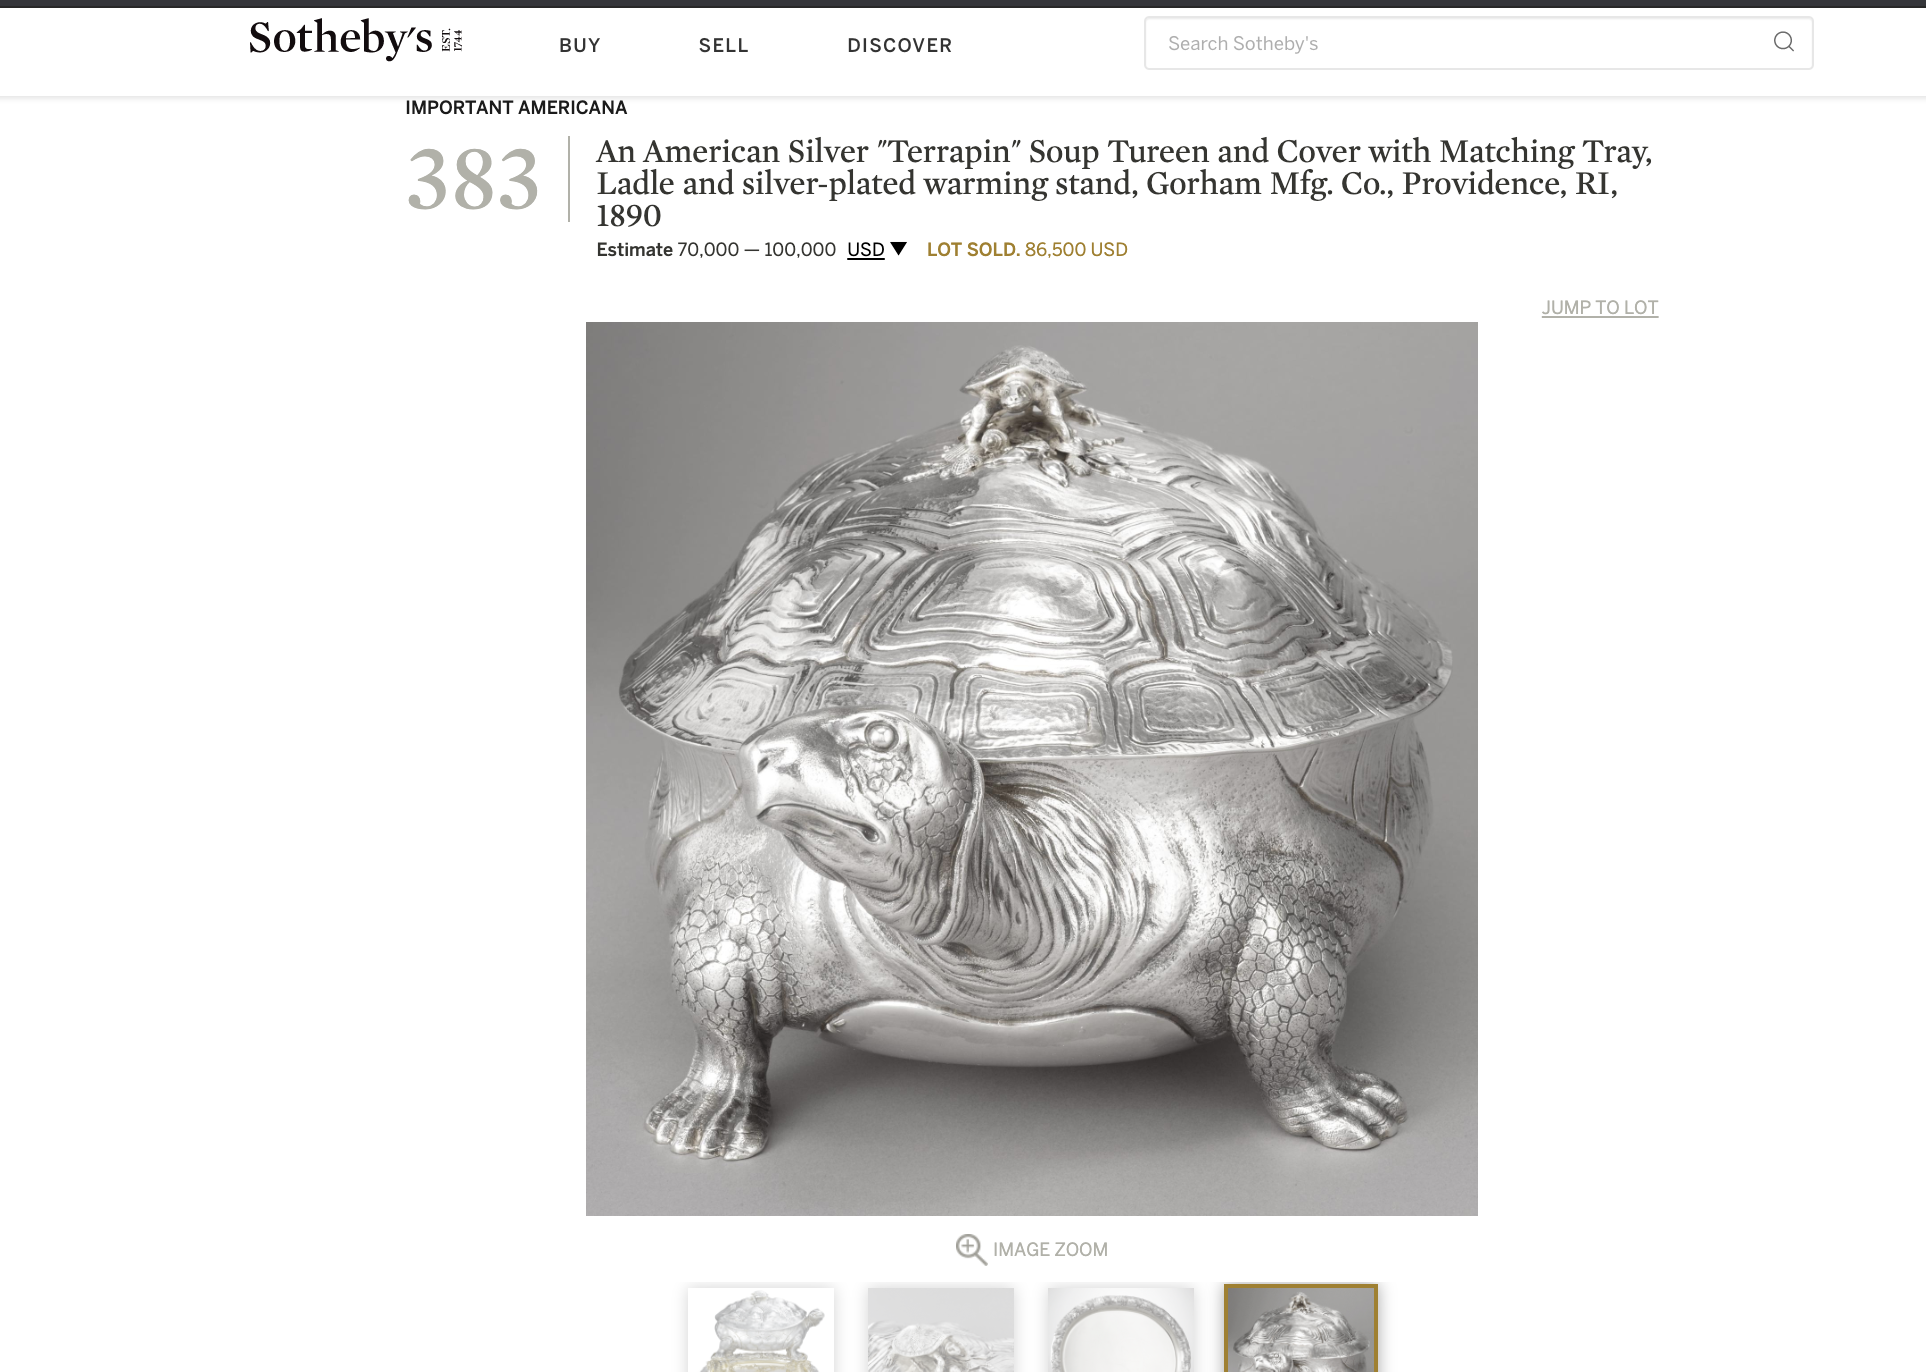 Sotheby's EST. 1744
BUY SELL DISCOVER
Search Sotheby's
IMPORTANT AMERICANA
383
An American Silver "Terrapin" Soup Tureen and Cover with Matching Tray,
Ladle and silver-plated warming stand, Gorham Mfg. Co., Providence, RI,
1890
Estimate 70,000 — 100,000 USD ▼ LOT SOLD. 86,500 USD
JUMP TO LOT
IMAGE ZOOM